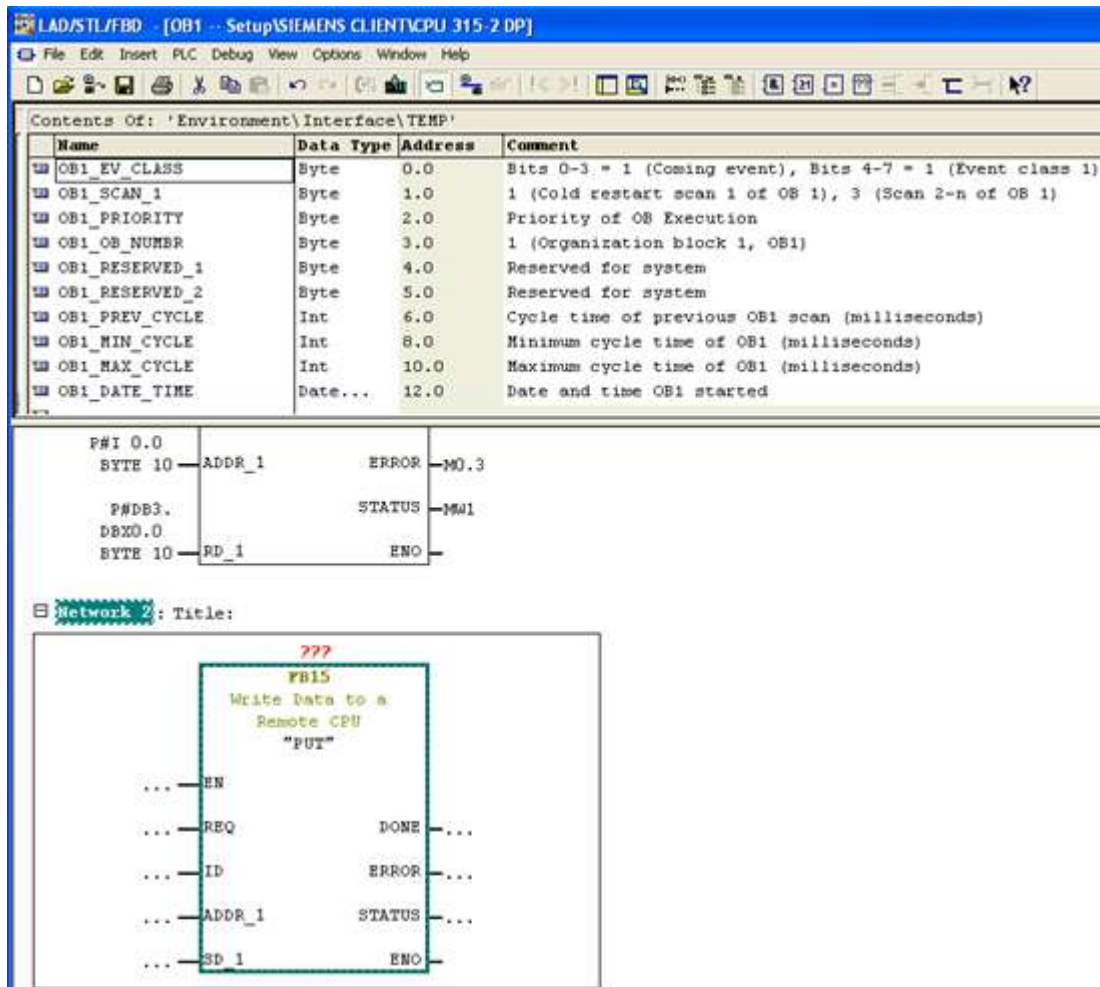 LAD/STL/FBD - [OB1 -- Setup\SIEMENS CLIENT\CPU 315-2 DP]
File Edit Insert PLC Debug View Options Window Help
Contents Of: 'Environment\Interface\TEMP'
Name Data Type Address Comment
OB1_EV_CLASS Byte 0.0 Bits 0-3 = 1 (Coming event), Bits 4-7 = 1 (Event class 1)
OB1_SCAN_1 Byte 1.0 1 (Cold restart scan 1 of OB 1), 3 (Scan 2-n of OB 1)
OB1_PRIORITY Byte 2.0 Priority of OB Execution
OB1_OB_NUMBR Byte 3.0 1 (Organization block 1, OB1)
OB1_RESERVED_1 Byte 4.0 Reserved for system
OB1_RESERVED_2 Byte 5.0 Reserved for system
OB1_PREV_CYCLE Int 6.0 Cycle time of previous OB1 scan (milliseconds)
OB1_MIN_CYCLE Int 8.0 Minimum cycle time of OB1 (milliseconds)
OB1_MAX_CYCLE Int 10.0 Maximum cycle time of OB1 (milliseconds)
OB1_DATE_TIME Date... 12.0 Date and time OB1 started
P#I 0.0
BYTE 10 ADDR_1 ERROR M0.3
P#DB3. STATUS MW1
DBX0.0
BYTE 10 RD_1 ENO
Network 2: Title:
???
FB15
Write Data to a
Remote CPU
"PUT"
... EN
... REQ DONE ...
... ID ERROR ...
... ADDR_1 STATUS ...
... SD_1 ENO